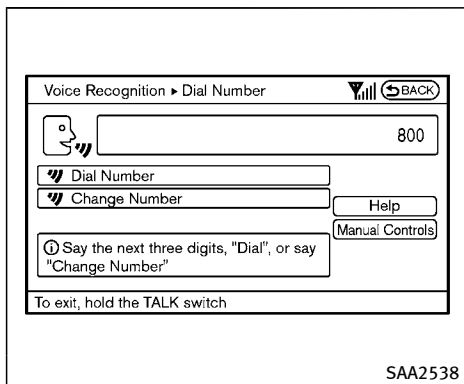 Voice Recognition ▸ Dial Number
BACK
800
Dial Number
Change Number
Help
Manual Controls
Say the next three digits, "Dial", or say
"Change Number"
To exit, hold the TALK switch
SAA2538